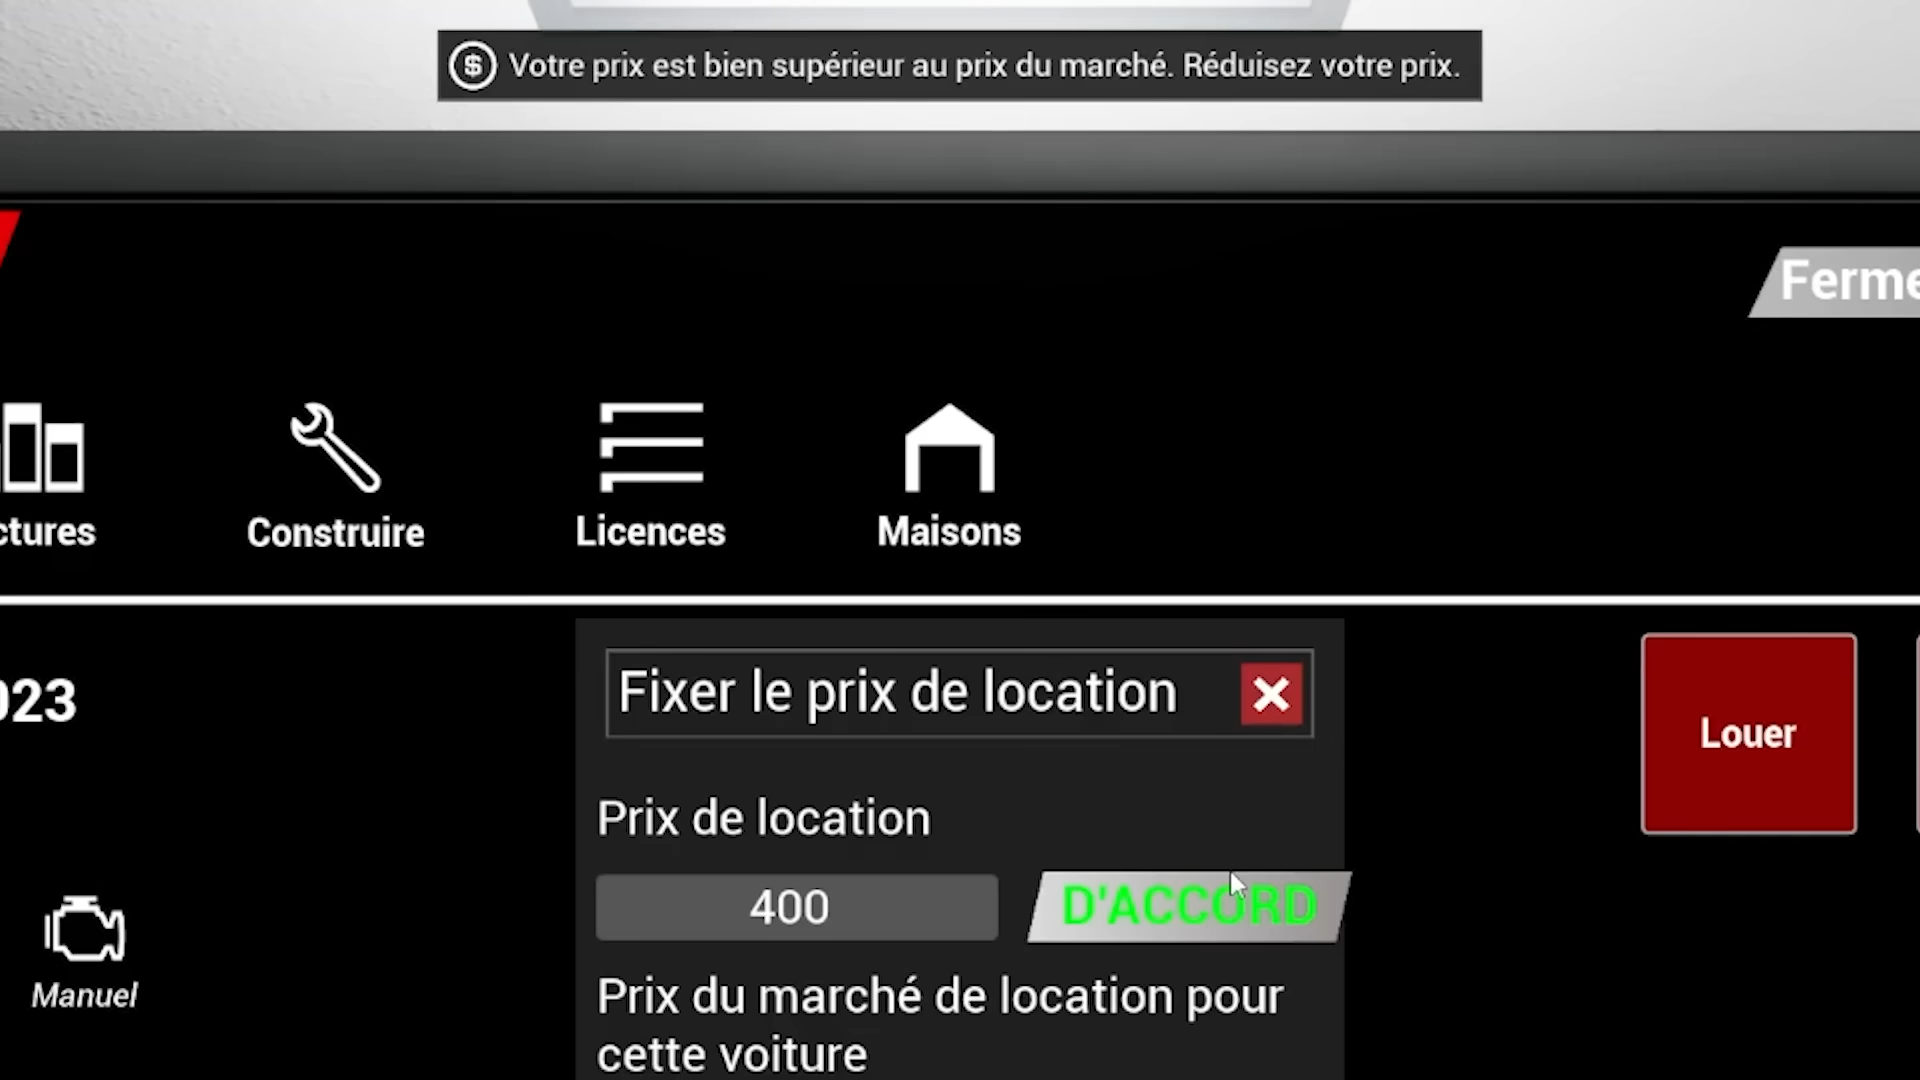 Votre prix est bien supérieur au prix du marché. Réduisez votre prix.
Ferme
ctures
Construire
Licences
Maisons
023
Fixer le prix de location
Louer
Prix de location
400
D'ACCORD
Manuel
Prix du marché de location pour
cette voiture